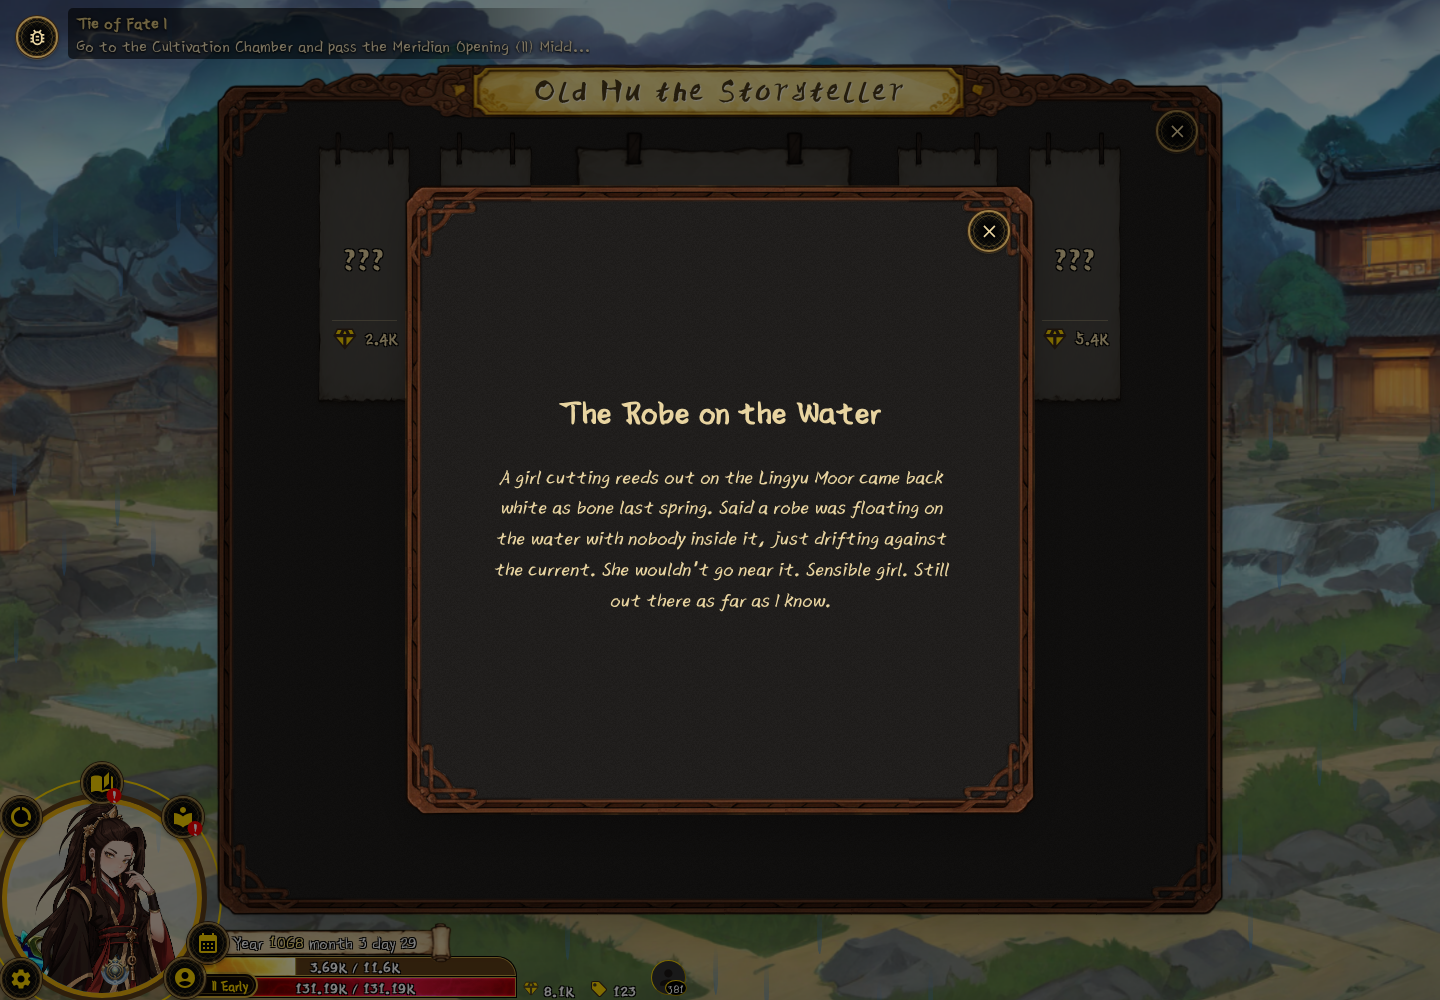 Tie of Fate I
Go to the Cultivation Chamber and pass the Meridian Opening (II) Midd...
Old Hu the Storyteller
???
2.4K
???
5.4K
The Robe on the Water
A girl cutting reeds out on the Lingyu Moor came back
white as bone last spring. Said a robe was floating on
the water with nobody inside it, just drifting against
the current. She wouldn't go near it. Sensible girl. Still
out there as far as I know.
Year 1068 month 3 day 29
3.69K / 11.6K
II Early
131.19K / 131.19K
8.1K
123
381